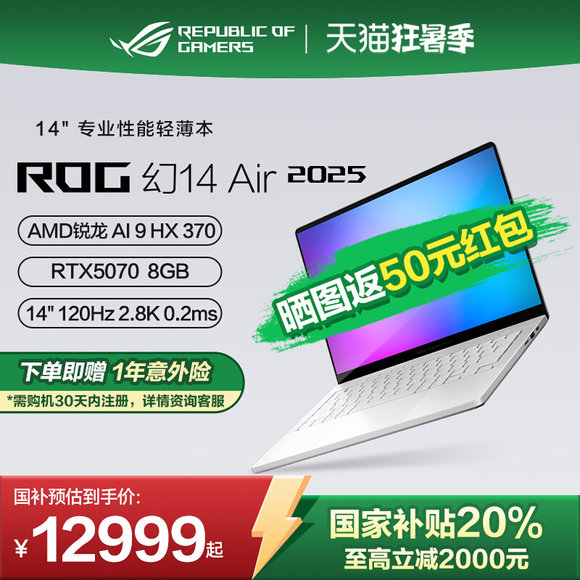 REPUBLIC OF
GAMERS
天猫狂暑季
14" 专业性能轻薄本
ROG 幻14 Air 2025
AMD锐龙 AI 9 HX 370
RTX5070 8GB
14" 120Hz 2.8K 0.2ms
晒图返50元红包
下单即赠 1年意外险
*需购机30天内注册，详情咨询客服
国补预估到手价：
¥12999起
国家补贴20%
至高立减2000元